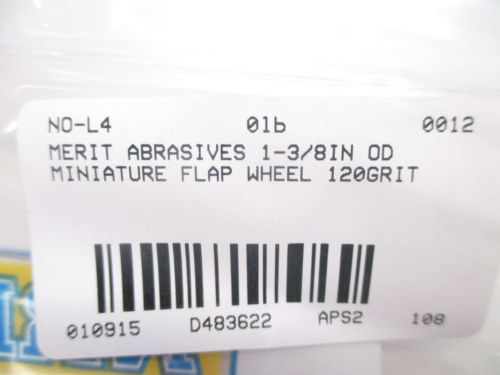 NO-L4 0lb 0012
MERIT ABRASIVES 1-3/8IN OD
MINIATURE FLAP WHEEL 120GRIT
010915 D483622 APS2 108